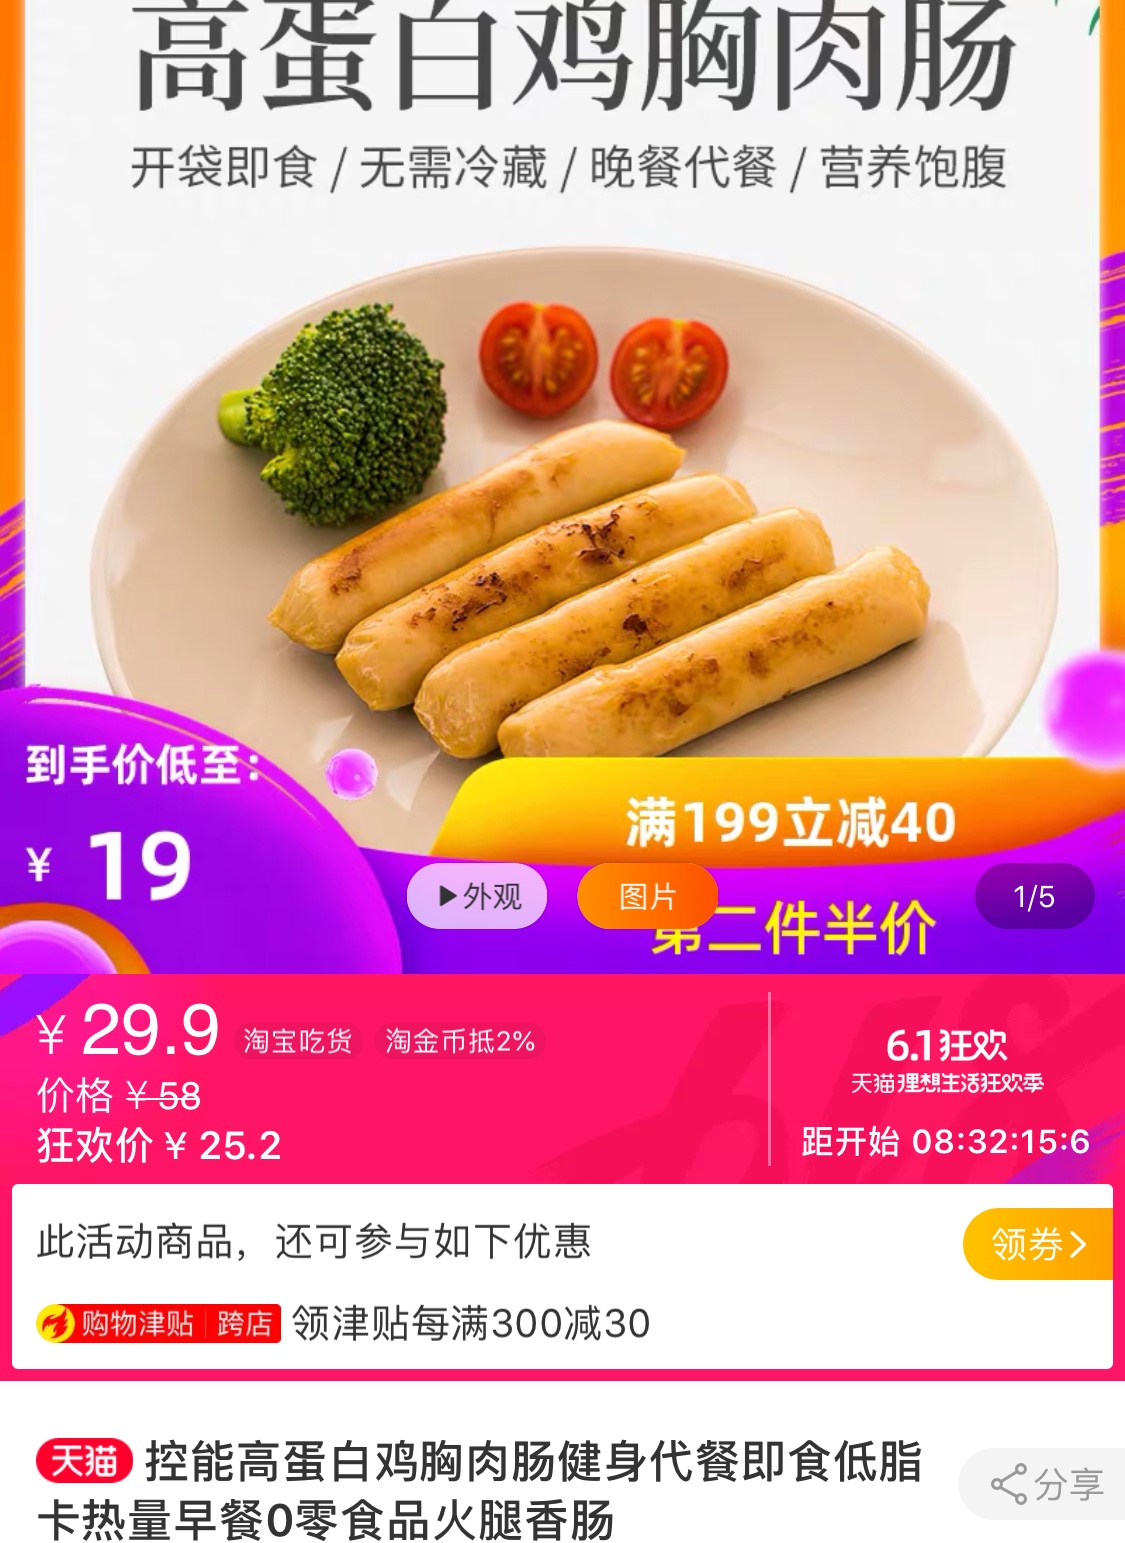 高蛋白鸡胸肉肠
开袋即食 / 无需冷藏 / 晚餐代餐 / 营养饱腹
到手价低至：
¥ 19
满199立减40
第二件半价
外观
图片
1/5
¥ 29.9 淘宝吃货 淘金币抵2%
价格 ¥ 58
狂欢价 ¥ 25.2
6.1狂欢
天猫理想生活狂欢季
距开始 08:32:15:6
此活动商品，还可参与如下优惠
领券
购物津贴 跨店 领津贴每满300减30
天猫 控能高蛋白鸡胸肉肠健身代餐即食低脂
卡热量早餐0零食品火腿香肠
分享